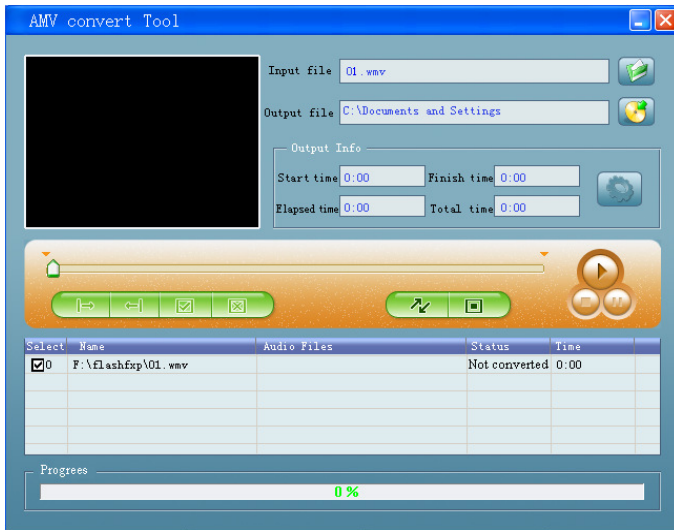 AMV convert Tool
Input file 01.wmv
Output file C:\Documents and Settings
Output Info
Start time 0:00 Finish time 0:00
Elapsed time 0:00 Total time 0:00
Select Name Audio Files Status Time
0 F:\flashfxp\01.wmv Not converted 0:00
Progrees
0 %